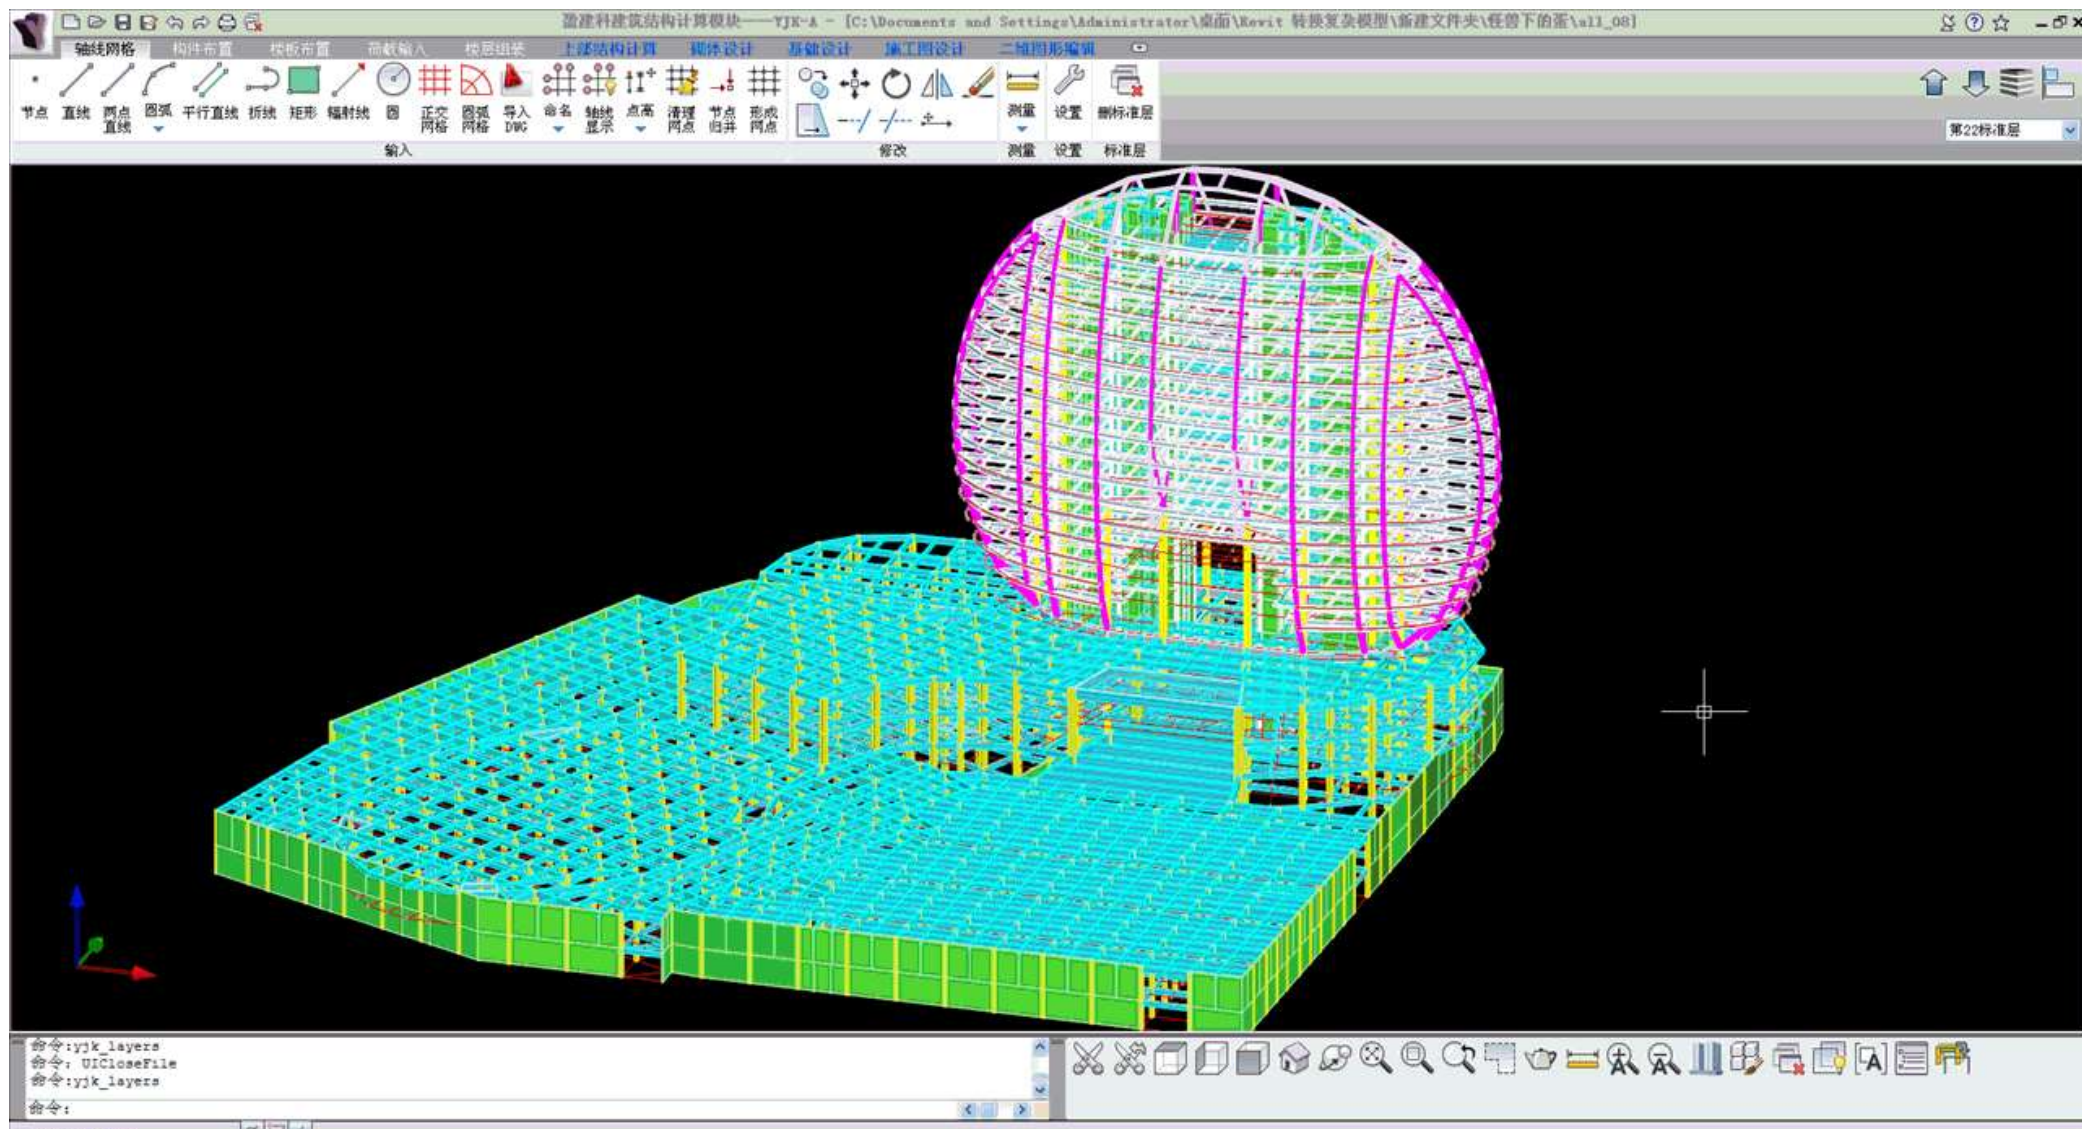 盈建科建筑结构计算模块——YJK-A - [C:\Documents and Settings\Administrator\桌面\Revit 转换复杂模型\新建文件夹\怪兽下的蛋\all_08]
轴线网格 构件布置 楼板布置 荷载输入 楼层组装 上部结构计算 砌体设计 基础设计 施工图设计 二维图形编辑
节点 直线 两点直线 圆弧 平行直线 折线 矩形 辐射线 圆 正交网格 圆弧网格 导入DWG 命名 轴线显示 点高 清理网点 节点归并 形成网点 测量 设置 删标准层
第22标准层
输入 修改 测量 设置 标准层
命令:yjk_layers
命令: UICloseFile
命令:yjk_layers
命令: